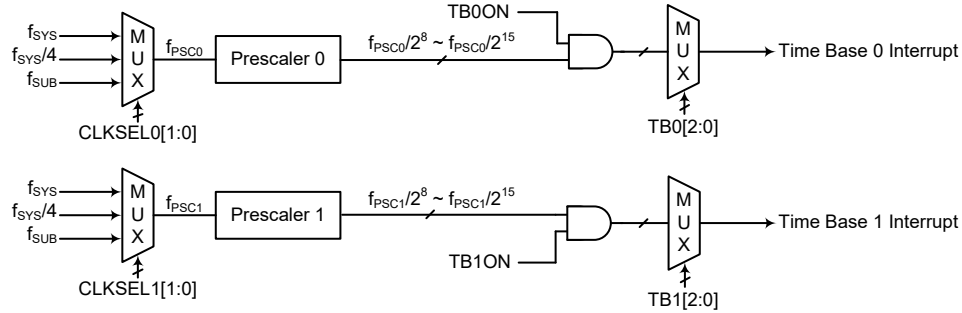 TB0ON
fSYS
fSYS/4
fSUB
M
U
X
fPSC0
Prescaler 0
fPSC0/2^8 ~ fPSC0/2^15
M
U
X
Time Base 0 Interrupt
CLKSEL0[1:0]
TB0[2:0]
fSYS
fSYS/4
fSUB
M
U
X
fPSC1
Prescaler 1
fPSC1/2^8 ~ fPSC1/2^15
M
U
X
Time Base 1 Interrupt
TB1ON
CLKSEL1[1:0]
TB1[2:0]